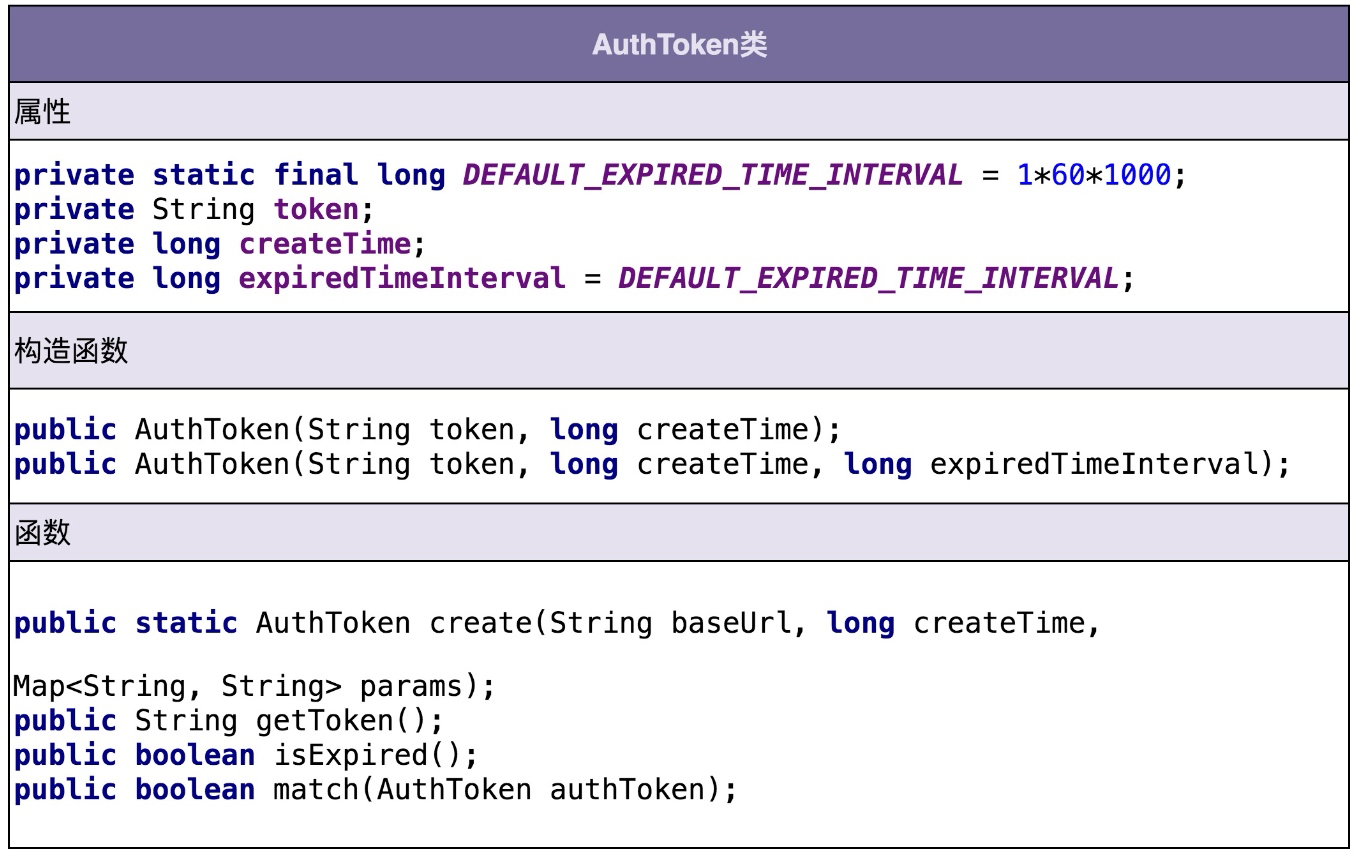 AuthToken类
属性
private static final long DEFAULT_EXPIRED_TIME_INTERVAL = 1*60*1000;
private String token;
private long createTime;
private long expiredTimeInterval = DEFAULT_EXPIRED_TIME_INTERVAL;
构造函数
public AuthToken(String token, long createTime);
public AuthToken(String token, long createTime, long expiredTimeInterval);
函数
public static AuthToken create(String baseUrl, long createTime,
Map<String, String> params);
public String getToken();
public boolean isExpired();
public boolean match(AuthToken authToken);